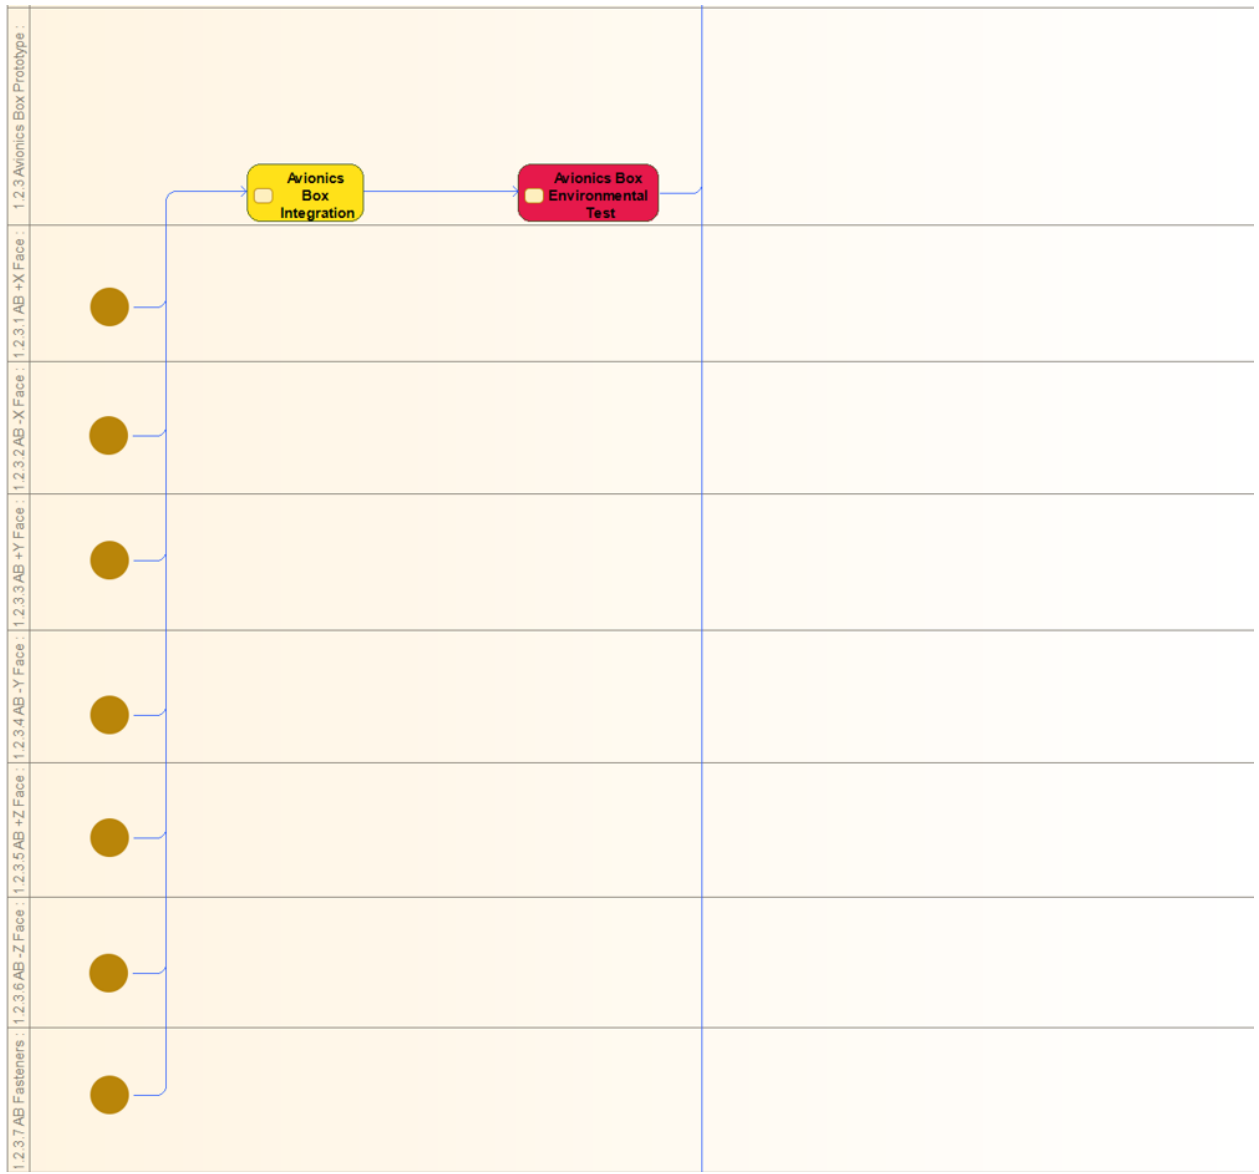 1.2.3 Avionics Box Prototype :
Avionics
Box
Integration
Avionics Box
Environmental
Test
1.2.3.1 AB +X Face :
1.2.3.2 AB -X Face :
1.2.3.3 AB +Y Face :
1.2.3.4 AB -Y Face :
1.2.3.5 AB +Z Face :
1.2.3.6 AB -Z Face :
1.2.3.7 AB Fasteners :